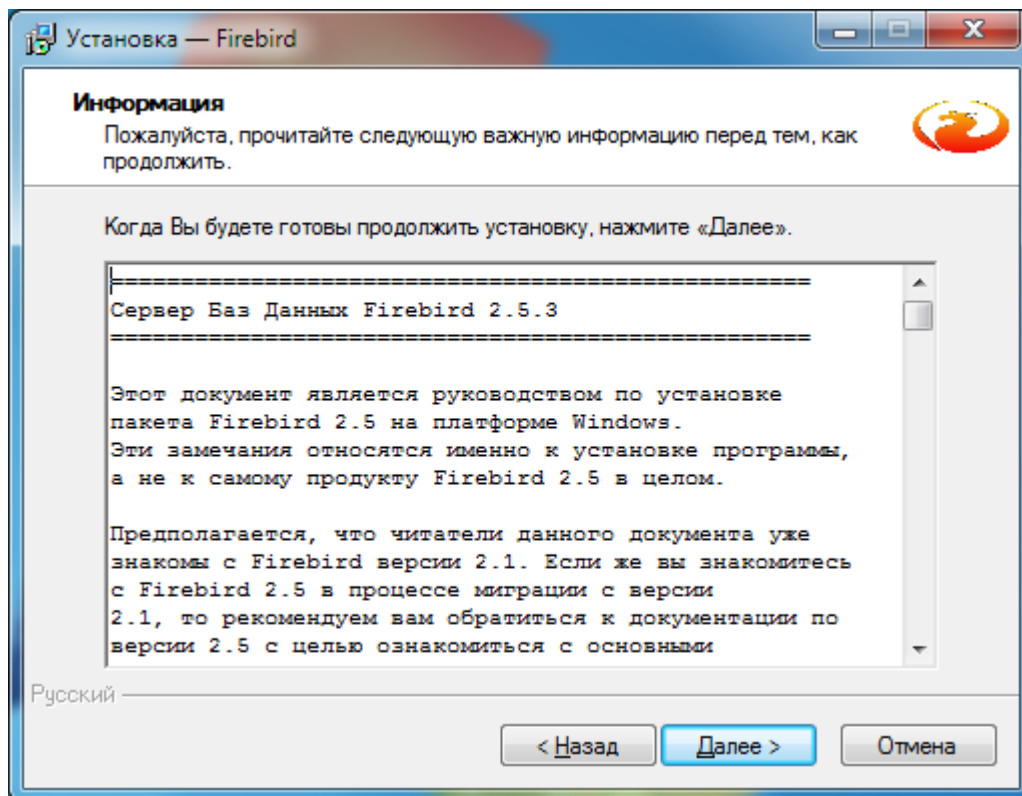 Установка — Firebird
Информация
Пожалуйста, прочитайте следующую важную информацию перед тем, как
продолжить.
Когда Вы будете готовы продолжить установку, нажмите «Далее».
==================================================
Сервер Баз Данных Firebird 2.5.3
==================================================
Этот документ является руководством по установке
пакета Firebird 2.5 на платформе Windows.
Эти замечания относятся именно к установке программы,
а не к самому продукту Firebird 2.5 в целом.
Предполагается, что читатели данного документа уже
знакомы с Firebird версии 2.1. Если же вы знакомитесь
с Firebird 2.5 в процессе миграции с версии
2.1, то рекомендуем вам обратиться к документации по
версии 2.5 с целью ознакомиться с основными
Русский
< Назад
Далее >
Отмена